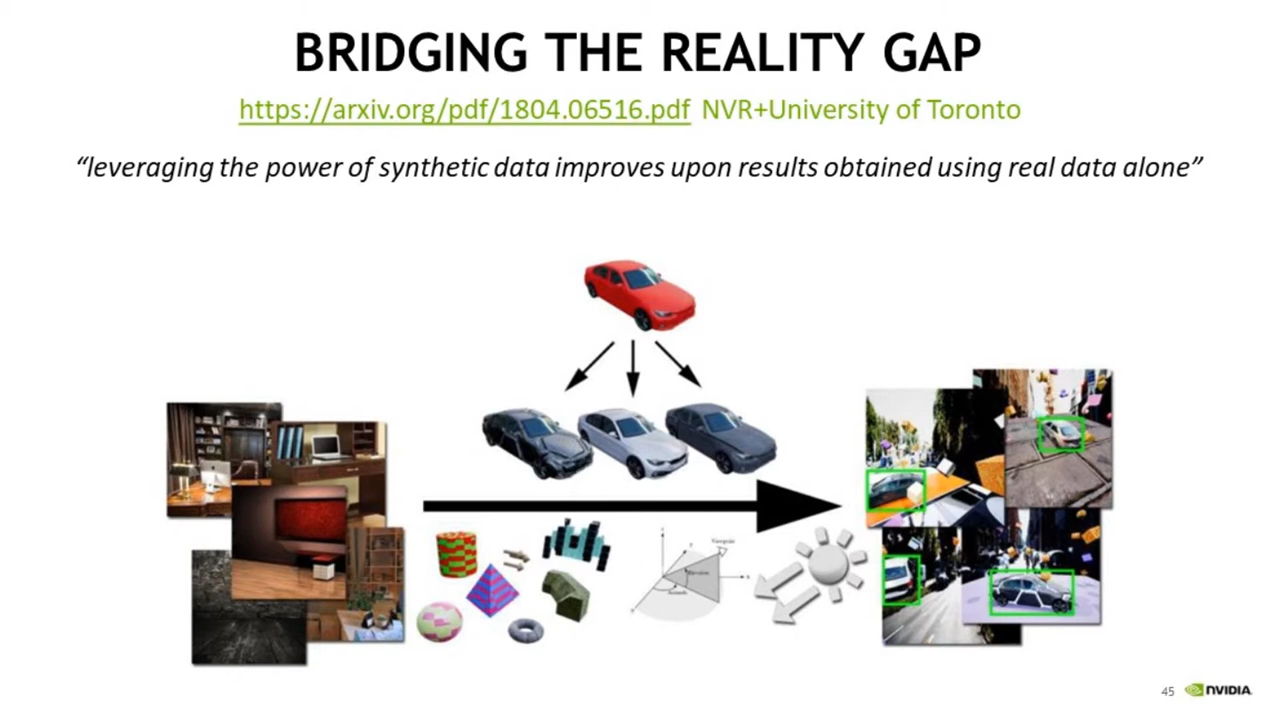 BRIDGING THE REALITY GAP
https://arxiv.org/pdf/1804.06516.pdf NVR+University of Toronto
“leveraging the power of synthetic data improves upon results obtained using real data alone”
45 NVIDIA.